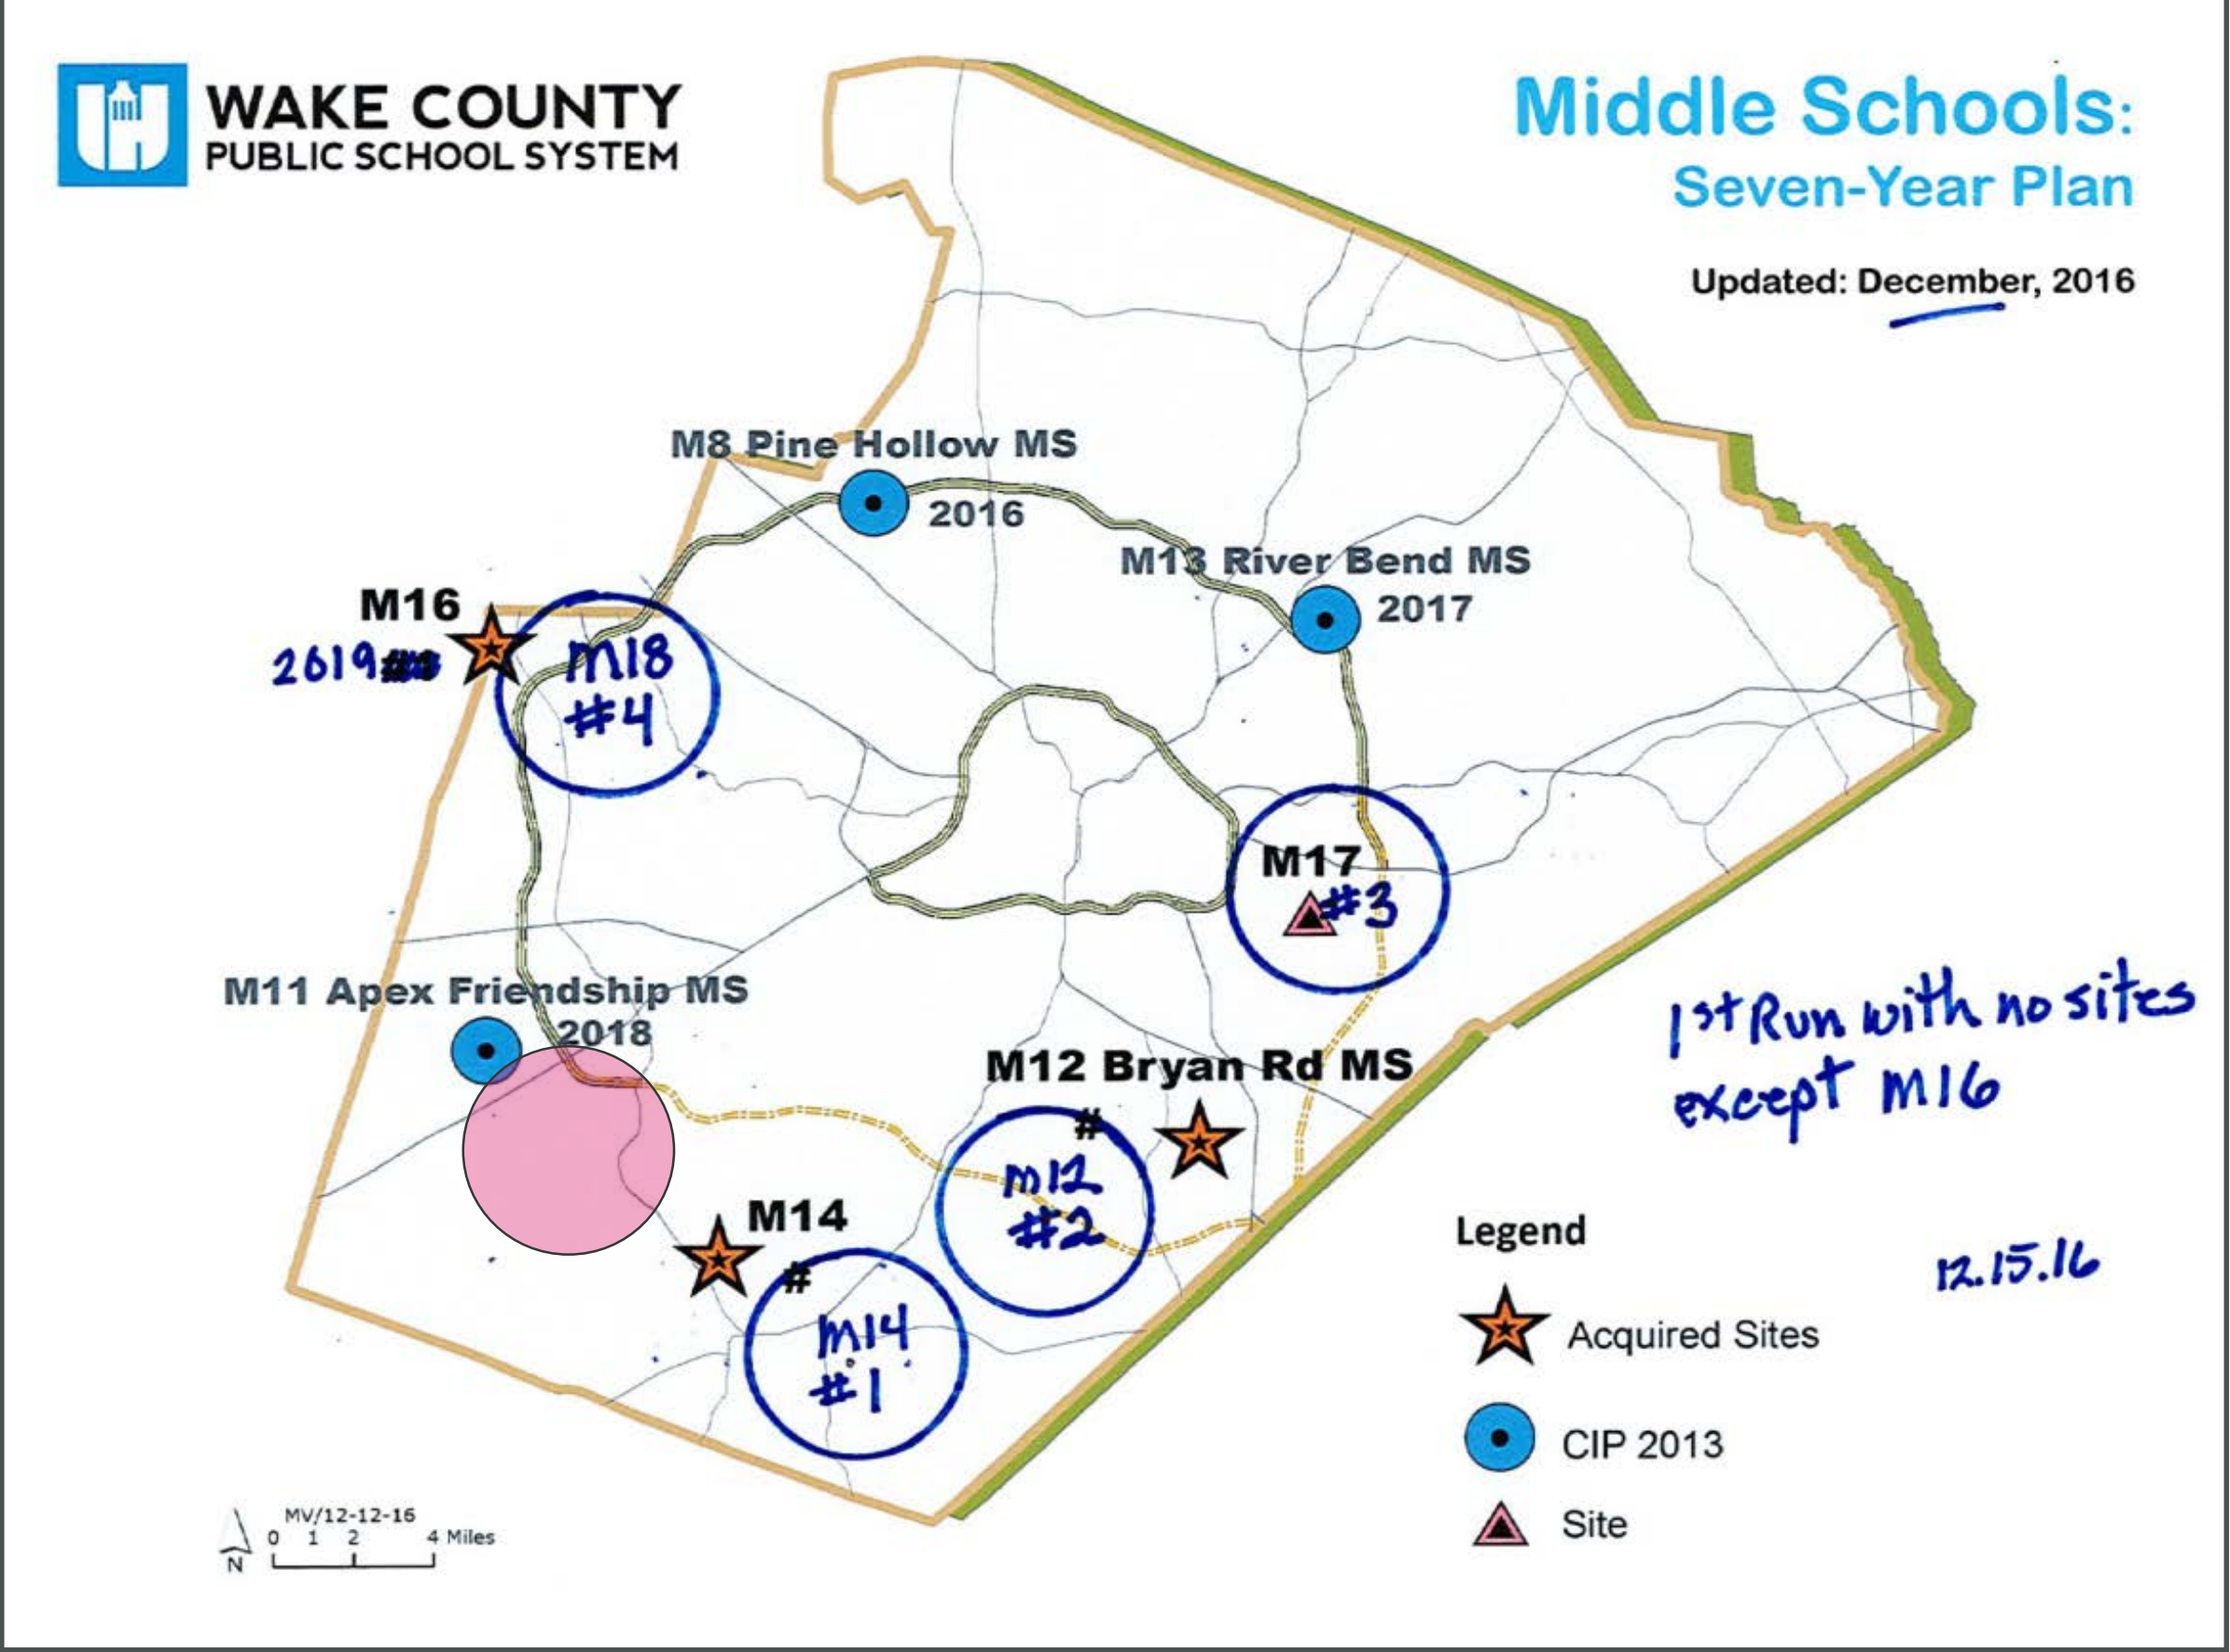 WAKE COUNTY
PUBLIC SCHOOL SYSTEM
Middle Schools:
Seven-Year Plan
Updated: December, 2016
M8 Pine Hollow MS
2016
M13 River Bend MS
2017
M16
2019
M18
#4
M17
#3
M11 Apex Friendship MS
2018
1st Run with no sites
except M16
M12 Bryan Rd MS
#
M12
#2
M14
#
M14
#1
Legend
12.15.16
Acquired Sites
CIP 2013
Site
MV/12-12-16
0 1 2 4 Miles
N